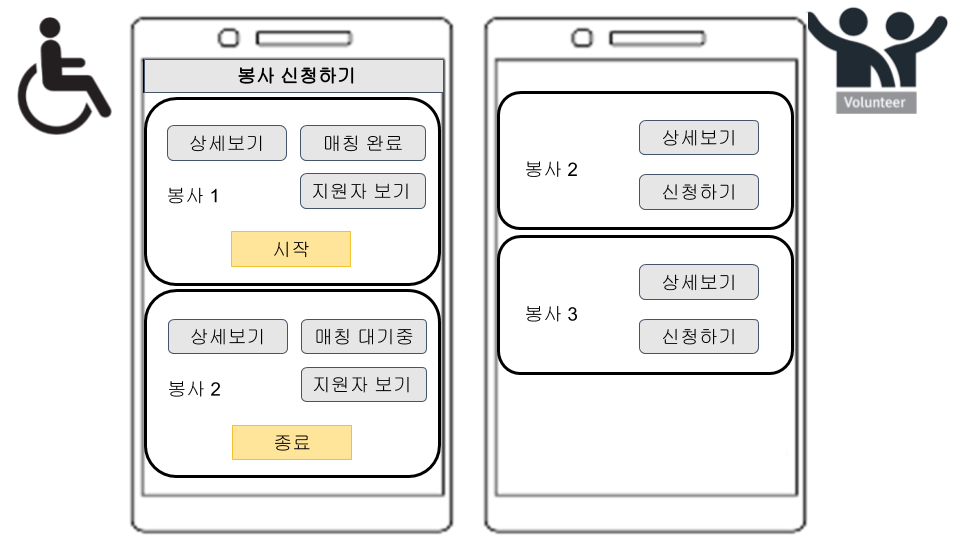 봉사 신청하기
상세보기
매칭 완료
봉사 1
지원자 보기
시작
상세보기
매칭 대기중
봉사 2
지원자 보기
종료
Volunteer
상세보기
봉사 2
신청하기
상세보기
봉사 3
신청하기